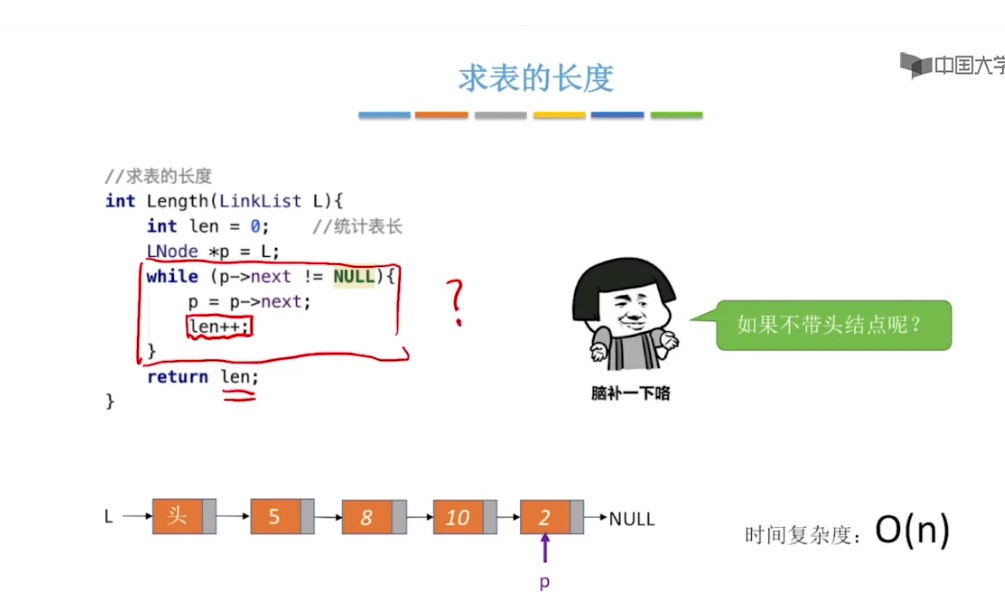 中国大学
求表的长度
//求表的长度
int Length(LinkList L){
int len = 0;    //统计表长
LNode *p = L;
while (p->next != NULL){
p = p->next;
len++;
}
return len;
}
?
如果不带头结点呢？
脑补一下咯
L 头 5 8 10 2 NULL
p
时间复杂度：O(n)